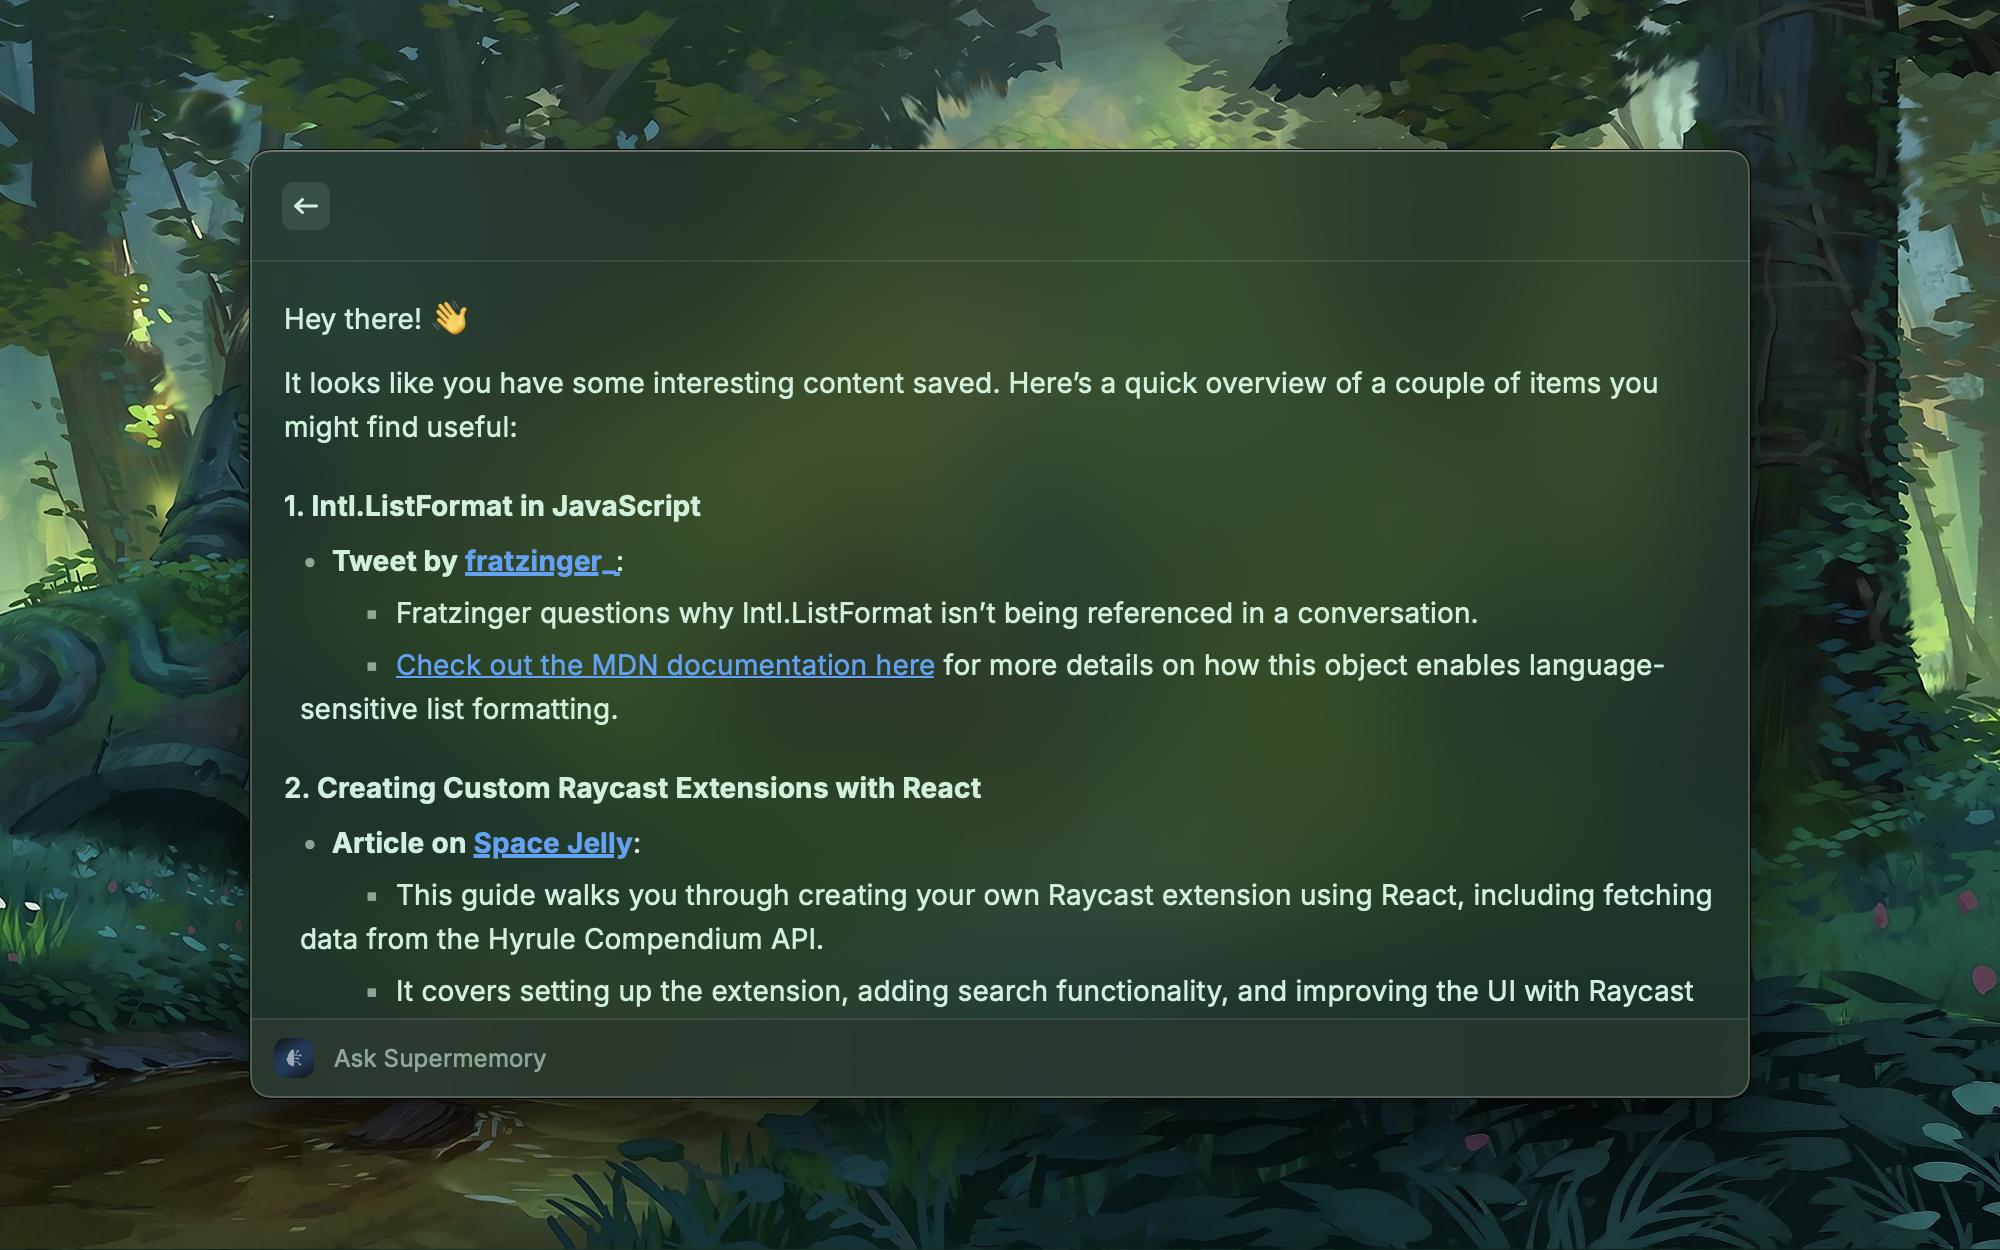 Hey there! 👋
It looks like you have some interesting content saved. Here’s a quick overview of a couple of items you
might find useful:
1. Intl.ListFormat in JavaScript
• Tweet by fratzinger_:
▪ Fratzinger questions why Intl.ListFormat isn’t being referenced in a conversation.
▪ Check out the MDN documentation here for more details on how this object enables language-
sensitive list formatting.
2. Creating Custom Raycast Extensions with React
• Article on Space Jelly:
▪ This guide walks you through creating your own Raycast extension using React, including fetching
data from the Hyrule Compendium API.
▪ It covers setting up the extension, adding search functionality, and improving the UI with Raycast
Ask Supermemory